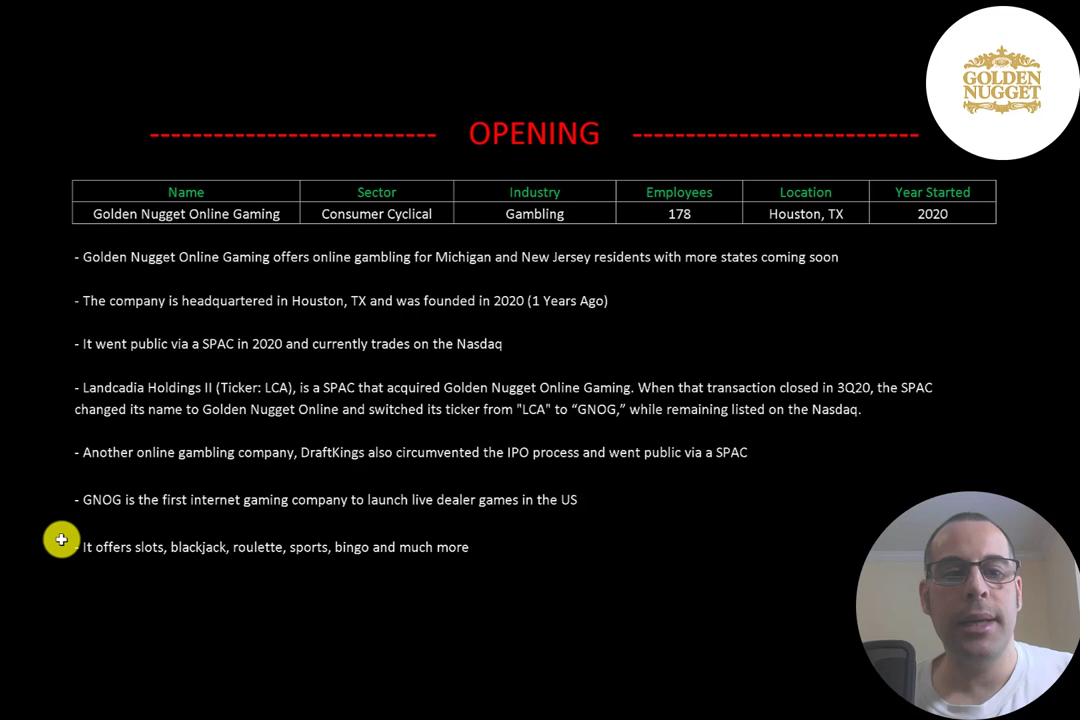 GOLDEN
NUGGET
--------------------------- OPENING ---------------------------
Name Sector Industry Employees Location Year Started
Golden Nugget Online Gaming Consumer Cyclical Gambling 178 Houston, TX 2020
- Golden Nugget Online Gaming offers online gambling for Michigan and New Jersey residents with more states coming soon
- The company is headquartered in Houston, TX and was founded in 2020 (1 Years Ago)
- It went public via a SPAC in 2020 and currently trades on the Nasdaq
- Landcadia Holdings II (Ticker: LCA), is a SPAC that acquired Golden Nugget Online Gaming. When that transaction closed in 3Q20, the SPAC
changed its name to Golden Nugget Online and switched its ticker from "LCA" to “GNOG,” while remaining listed on the Nasdaq.
- Another online gambling company, DraftKings also circumvented the IPO process and went public via a SPAC
- GNOG is the first internet gaming company to launch live dealer games in the US
- It offers slots, blackjack, roulette, sports, bingo and much more